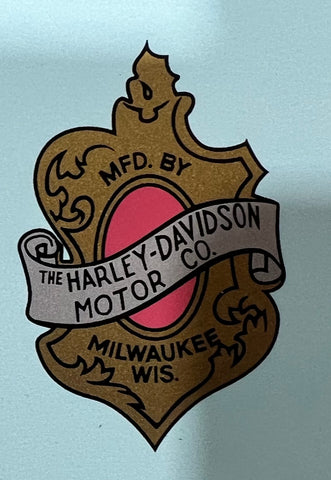 MFD. BY
THE HARLEY-DAVIDSON
MOTOR CO.
MILWAUKEE
WIS.